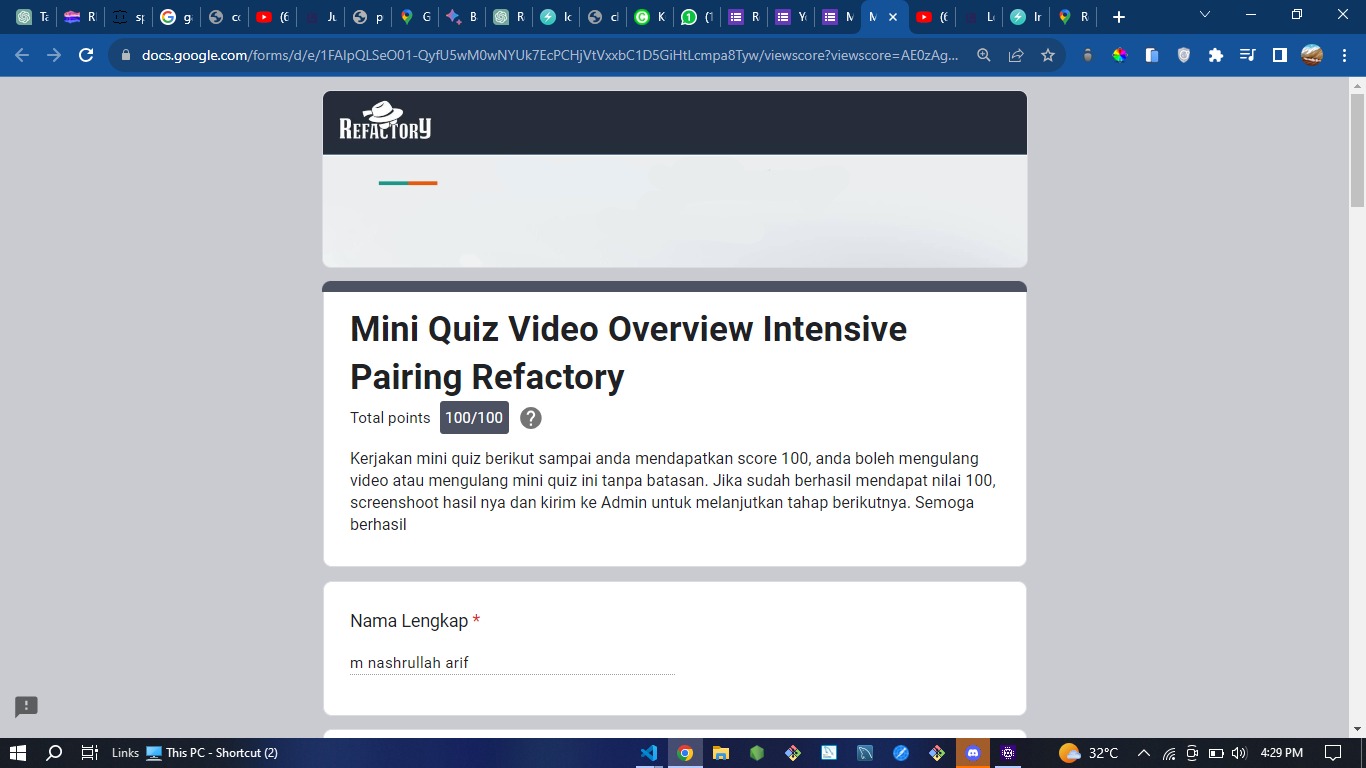 Ta
R
sp
g
co
(6
Ju
p
G
B
R
Ic
cl
K
(1
R
Yo
M
M
(6
Le
Ir
R
docs.google.com/forms/d/e/1FAIpQLSeO01-QyfU5wM0wNYUk7EcPCHjVtVxxbC1D5GiHtLcmpa8Tyw/viewscore?viewscore=AE0zAg...
REFACTORY
Mini Quiz Video Overview Intensive
Pairing Refactory
Total points 100/100 ?
Kerjakan mini quiz berikut sampai anda mendapatkan score 100, anda boleh mengulang
video atau mengulang mini quiz ini tanpa batasan. Jika sudah berhasil mendapat nilai 100,
screenshoot hasil nya dan kirim ke Admin untuk melanjutkan tahap berikutnya. Semoga
berhasil
Nama Lengkap *
m nashrullah arif
Links This PC - Shortcut (2) 32°C 4:29 PM